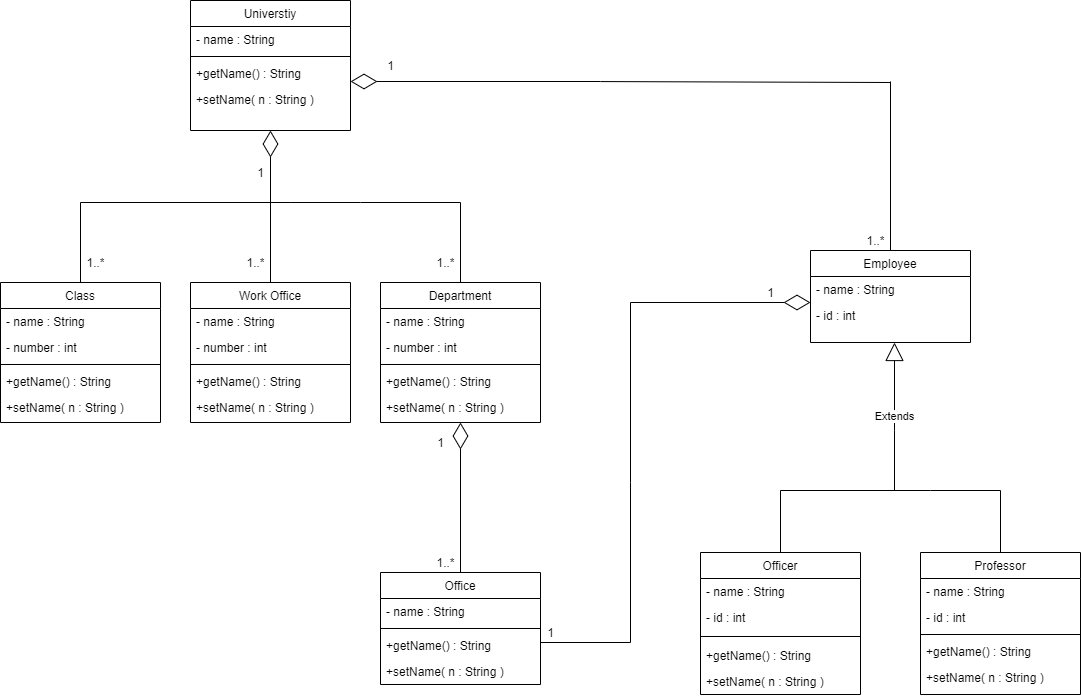 Universtiy
- name : String
+getName() : String
+setName( n : String )
1
1
1..*
1..*
1..*
1..*
Class
- name : String
- number : int
+getName() : String
+setName( n : String )
Work Office
- name : String
- number : int
+getName() : String
+setName( n : String )
Department
- name : String
- number : int
+getName() : String
+setName( n : String )
Employee
- name : String
- id : int
1
Extends
1
1..*
Office
- name : String
+getName() : String
+setName( n : String )
1
Officer
- name : String
- id : int
+getName() : String
+setName( n : String )
Professor
- name : String
- id : int
+getName() : String
+setName( n : String )